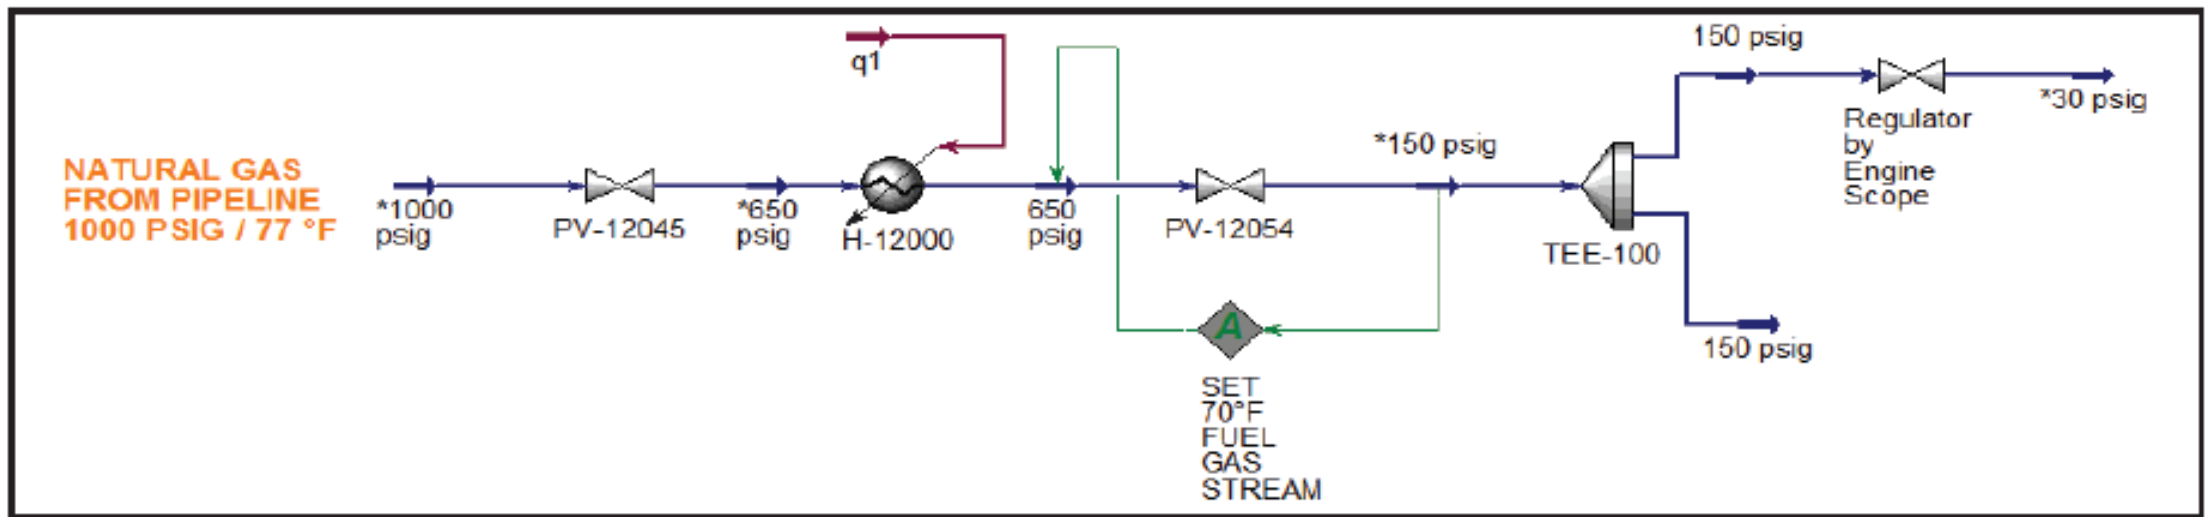 150 psig
q1
*30 psig
Regulator
by
Engine
Scope
*150 psig
NATURAL GAS
FROM PIPELINE
1000 PSIG / 77 °F
*1000
psig
PV-12045
*650
psig
H-12000
650
psig
PV-12054
TEE-100
A
150 psig
SET
70°F
FUEL
GAS
STREAM